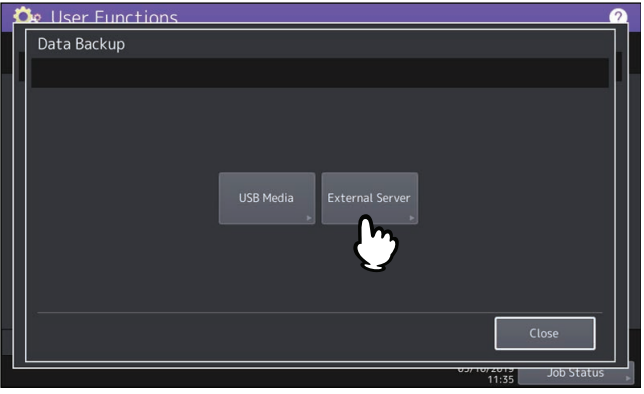 User Functions
?
Data Backup
USB Media
External Server
Close
11:35
Job Status